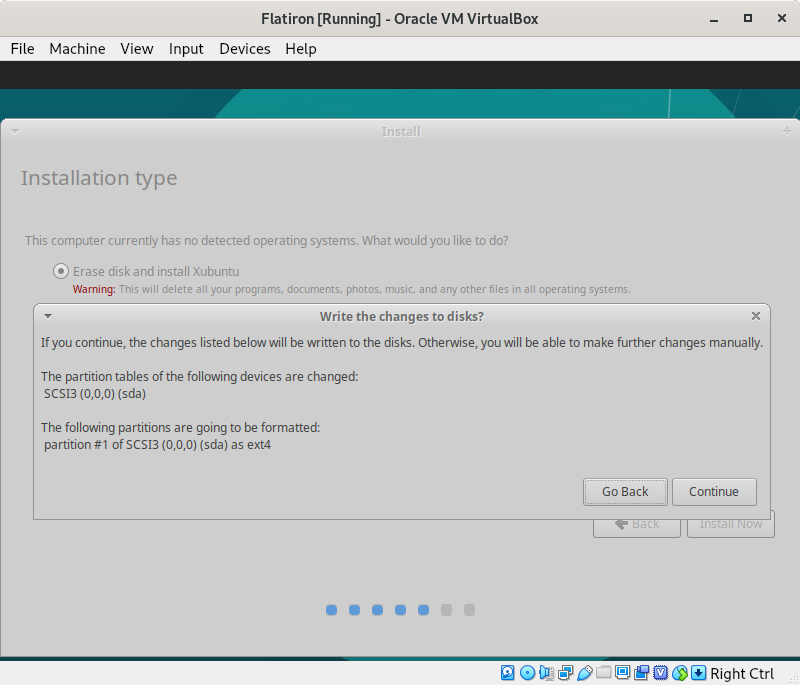 Flatiron [Running] - Oracle VM VirtualBox
File Machine View Input Devices Help
Install
Installation type
This computer currently has no detected operating systems. What would you like to do?
Erase disk and install Xubuntu
Warning: This will delete all your programs, documents, photos, music, and any other files in all operating systems.
Write the changes to disks?
If you continue, the changes listed below will be written to the disks. Otherwise, you will be able to make further changes manually.
The partition tables of the following devices are changed:
SCSI3 (0,0,0) (sda)
The following partitions are going to be formatted:
partition #1 of SCSI3 (0,0,0) (sda) as ext4
Go Back Continue
Back Install Now
Right Ctrl